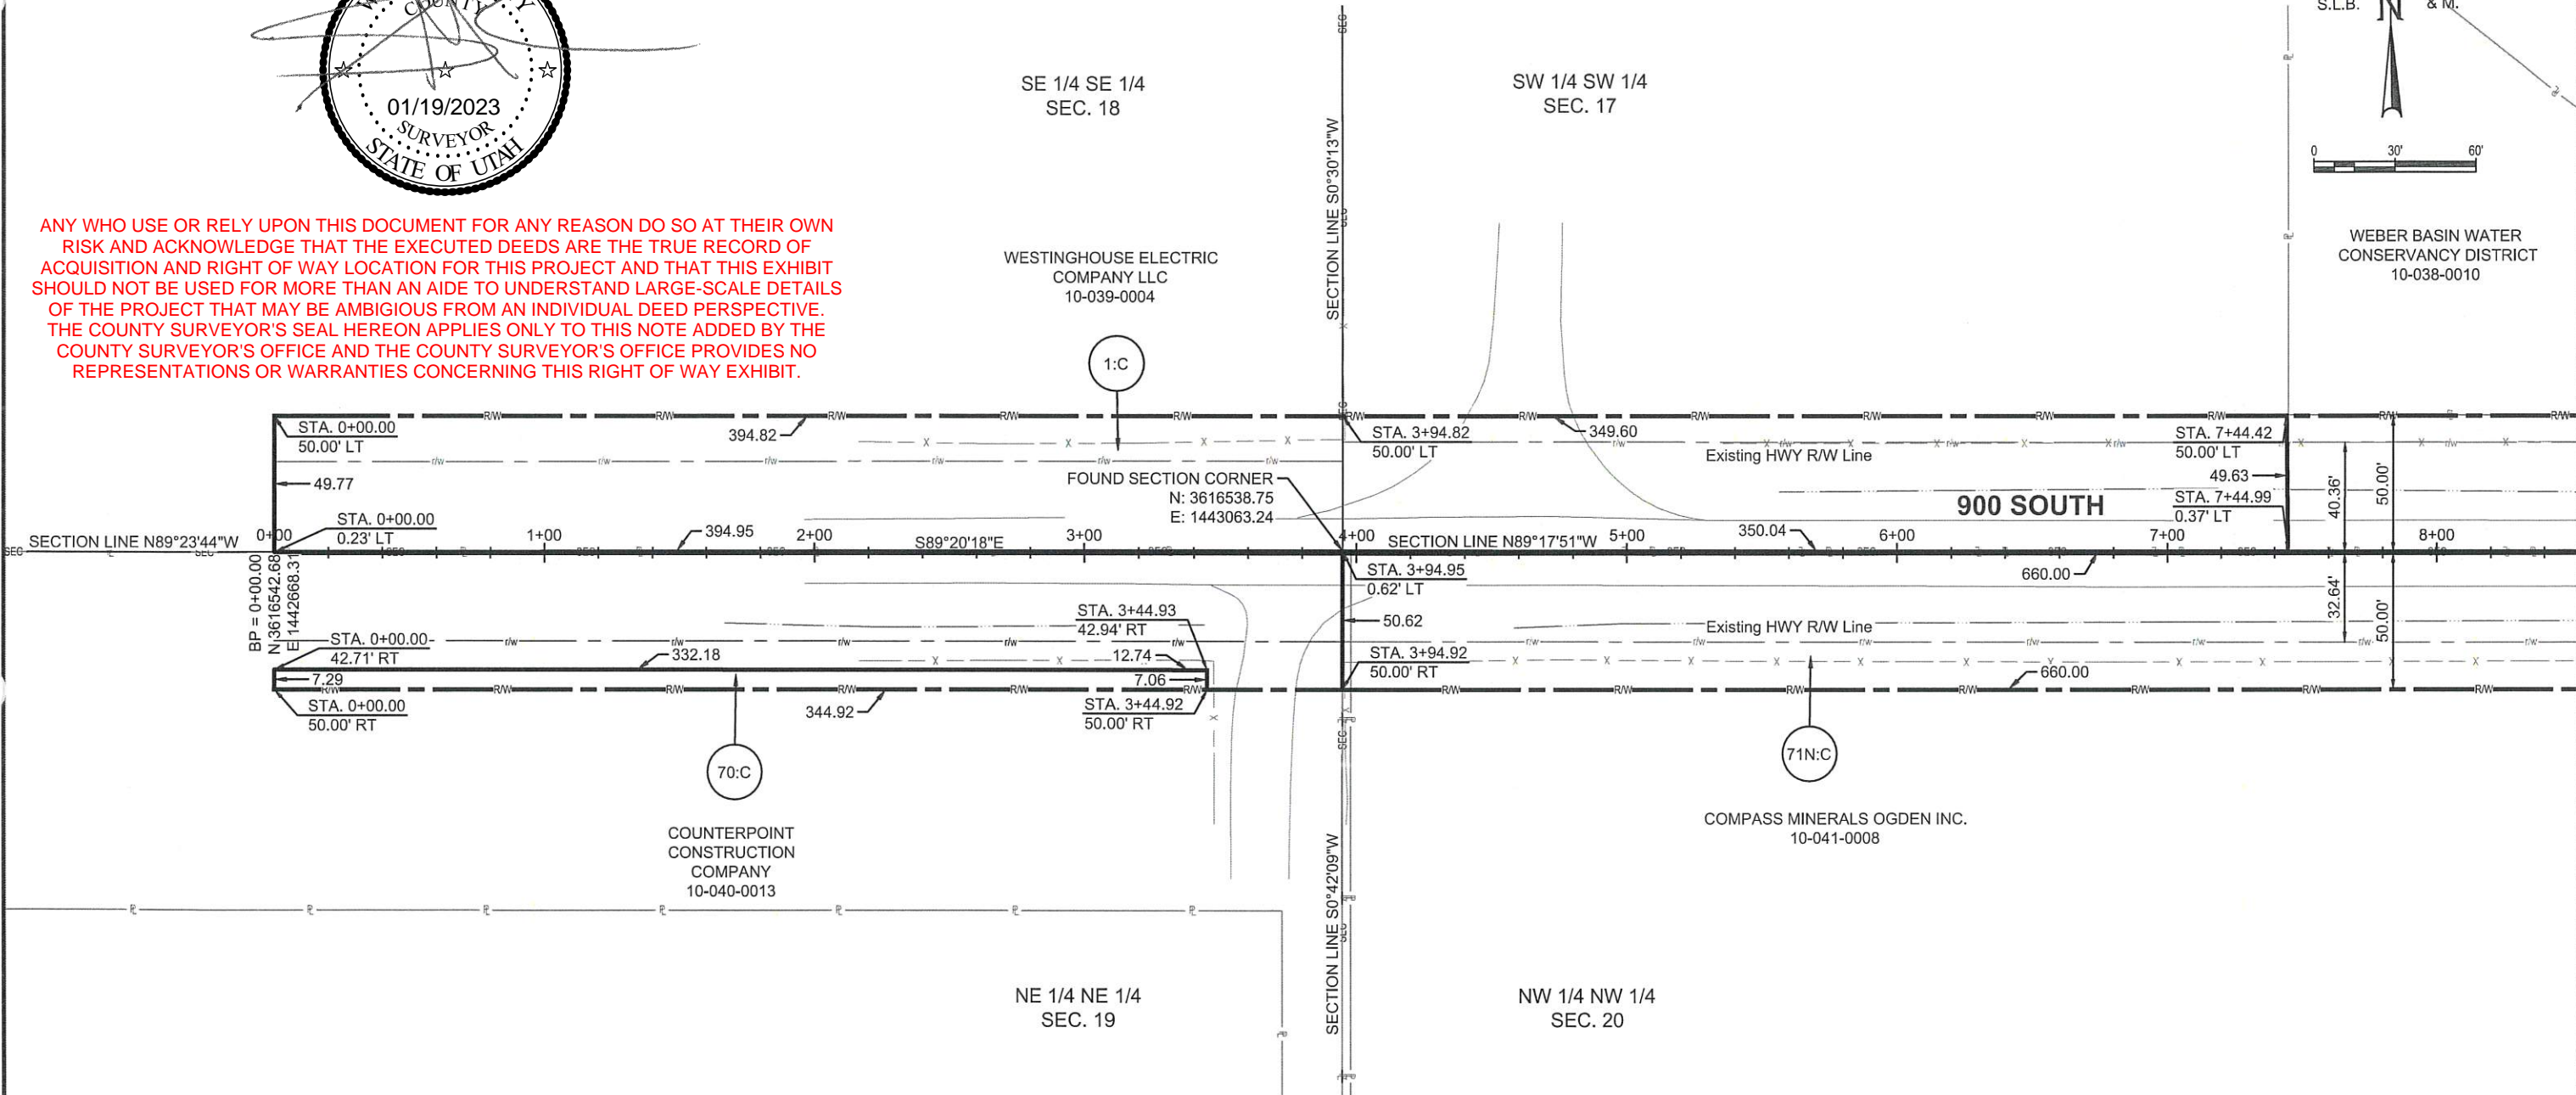 COUNTY
01/19/2023
SURVEYOR
STATE OF UTAH
S.L.B. N & M.
0 30' 60'
SE 1/4 SE 1/4
SEC. 18
SW 1/4 SW 1/4
SEC. 17
ANY WHO USE OR RELY UPON THIS DOCUMENT FOR ANY REASON DO SO AT THEIR OWN
RISK AND ACKNOWLEDGE THAT THE EXECUTED DEEDS ARE THE TRUE RECORD OF
ACQUISITION AND RIGHT OF WAY LOCATION FOR THIS PROJECT AND THAT THIS EXHIBIT
SHOULD NOT BE USED FOR MORE THAN AN AIDE TO UNDERSTAND LARGE-SCALE DETAILS
OF THE PROJECT THAT MAY BE AMBIGIOUS FROM AN INDIVIDUAL DEED PERSPECTIVE.
THE COUNTY SURVEYOR'S SEAL HEREON APPLIES ONLY TO THIS NOTE ADDED BY THE
COUNTY SURVEYOR'S OFFICE AND THE COUNTY SURVEYOR'S OFFICE PROVIDES NO
REPRESENTATIONS OR WARRANTIES CONCERNING THIS RIGHT OF WAY EXHIBIT.
WESTINGHOUSE ELECTRIC
COMPANY LLC
10-039-0004
1:C
SECTION LINE S0°30'13"W
WEBER BASIN WATER
CONSERVANCY DISTRICT
10-038-0010
STA. 0+00.00
50.00' LT
394.82
STA. 3+94.82
50.00' LT
349.60
Existing HWY R/W Line
STA. 7+44.42
50.00' LT
49.77
FOUND SECTION CORNER
N: 3616538.75
E: 1443063.24
49.63
900 SOUTH
STA. 7+44.99
0.37' LT
40.36'
50.00'
SECTION LINE N89°23'44"W
STA. 0+00.00
0.23' LT
394.95
S89°20'18"E
SECTION LINE N89°17'51"W
350.04
0+00 1+00 2+00 3+00 4+00 5+00 6+00 7+00 8+00
BP = 0+00.00
N 3616542.68
E 1442668.31
STA. 3+94.95
0.62' LT
660.00
32.64'
50.00'
STA. 0+00.00
42.71' RT
332.18
STA. 3+44.93
42.94' RT
12.74
50.62
Existing HWY R/W Line
STA. 3+94.92
50.00' RT
660.00
7.29
7.06
STA. 0+00.00
50.00' RT
344.92
STA. 3+44.92
50.00' RT
70:C
71N:C
COUNTERPOINT
CONSTRUCTION
COMPANY
10-040-0013
COMPASS MINERALS OGDEN INC.
10-041-0008
SECTION LINE S0°42'09"W
NE 1/4 NE 1/4
SEC. 19
NW 1/4 NW 1/4
SEC. 20